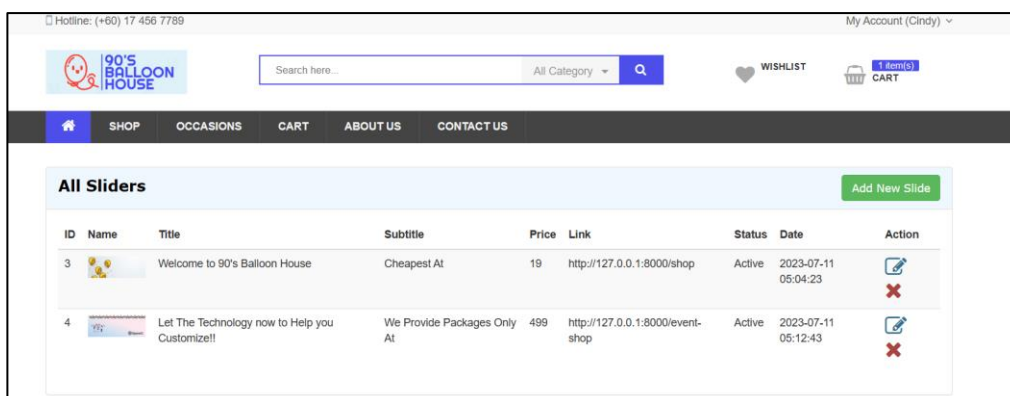 Hotline: (+60) 17 456 7789
My Account (Cindy)
90'S
BALLOON
HOUSE
Search here...
All Category
WISHLIST
1 item(s)
CART
SHOP OCCASIONS CART ABOUT US CONTACT US
All Sliders
Add New Slide
ID Name Title Subtitle Price Link Status Date Action
3 Welcome to 90's Balloon House Cheapest At 19 http://127.0.0.1:8000/shop Active 2023-07-11
05:04:23
4 Let The Technology now to Help you We Provide Packages Only 499 http://127.0.0.1:8000/event- Active 2023-07-11
Customize!! At shop 05:12:43